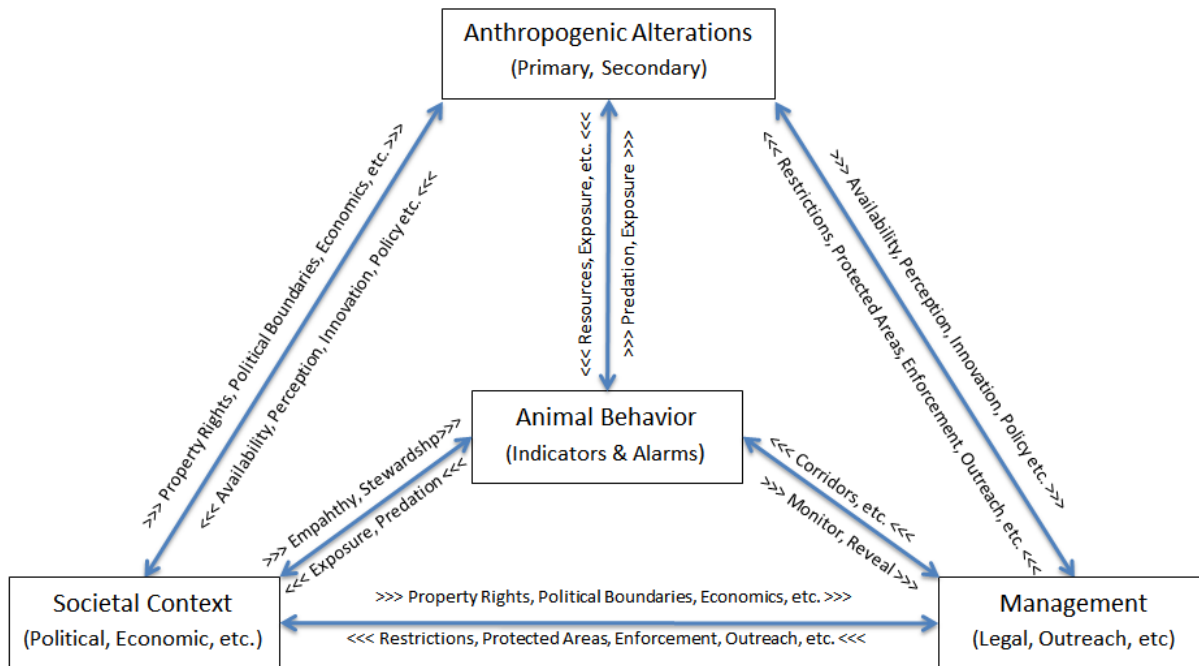 Anthropogenic Alterations
(Primary, Secondary)
>>> Property Rights, Political Boundaries, Economics, etc. >>>
<<< Availability, Perception, Innovation, Policy etc. <<<
<<< Resources, Exposure, etc. <<<
>>> Predation, Exposure >>>
>>> Availability, Perception, Innovation, Policy etc. >>>
<<< Restrictions, Protected Areas, Enforcement, Outreach, etc. <<<
Animal Behavior
(Indicators & Alarms)
>>> Empahthy, Stewardshp>>>
<<< Exposure, Predation <<<
<<< Corridors, etc. <<<
>>> Monitor, Reveal >>>
Societal Context
(Political, Economic, etc.)
>>> Property Rights, Political Boundaries, Economics, etc. >>>
<<< Restrictions, Protected Areas, Enforcement, Outreach, etc. <<<
Management
(Legal, Outreach, etc)